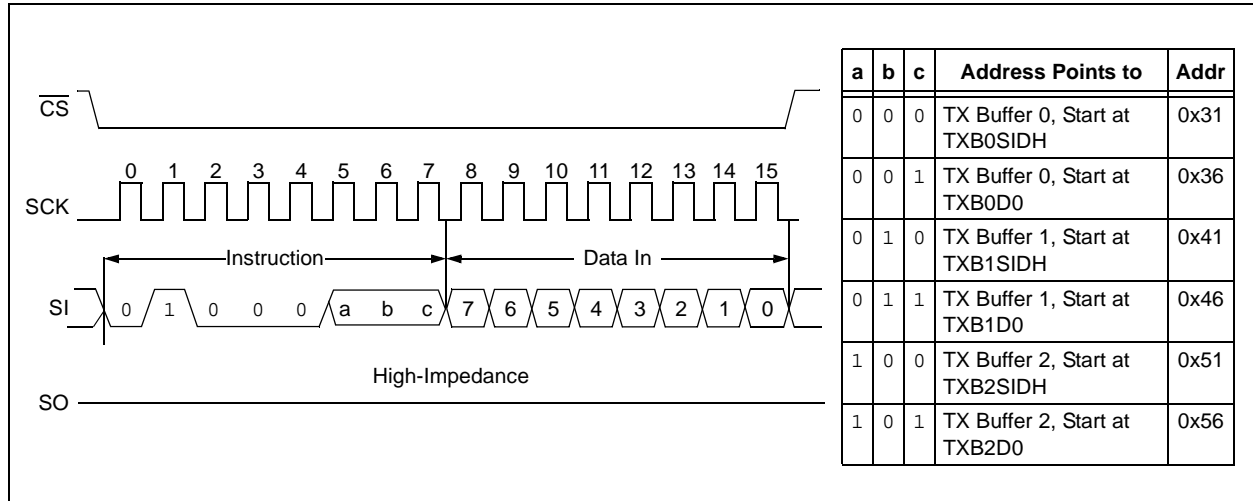 CS
SCK
0 1 2 3 4 5 6 7 8 9 10 11 12 13 14 15
Instruction
Data In
SI
0 1 0 0 0 a b c 7 6 5 4 3 2 1 0
High-Impedance
SO
a b c Address Points to Addr
0 0 0 TX Buffer 0, Start at 0x31
TXB0SIDH
0 0 1 TX Buffer 0, Start at 0x36
TXB0D0
0 1 0 TX Buffer 1, Start at 0x41
TXB1SIDH
0 1 1 TX Buffer 1, Start at 0x46
TXB1D0
1 0 0 TX Buffer 2, Start at 0x51
TXB2SIDH
1 0 1 TX Buffer 2, Start at 0x56
TXB2D0